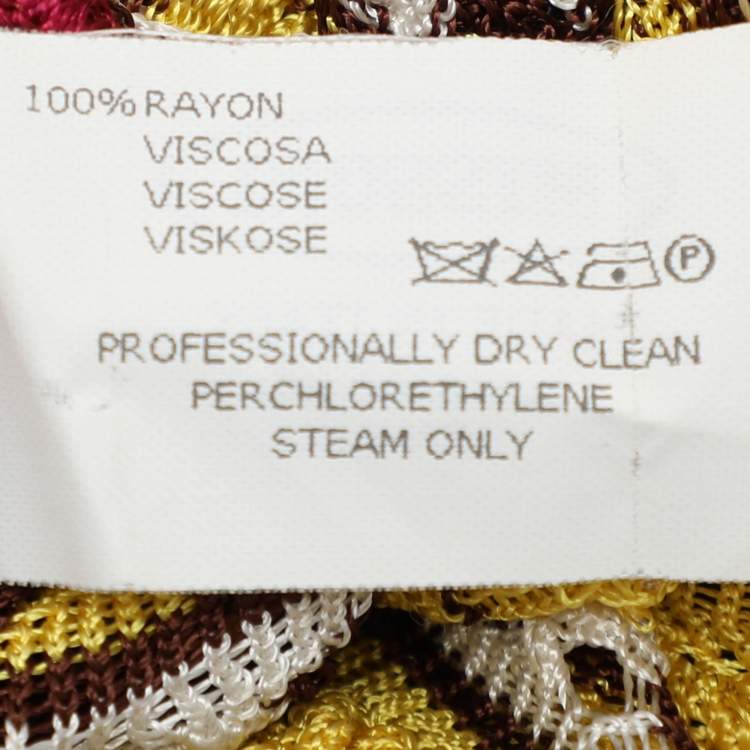 100% RAYON
VISCOSA
VISCOSE
VISKOSE
P
PROFESSIONALLY DRY CLEAN
PERCHLORETHYLENE
STEAM ONLY